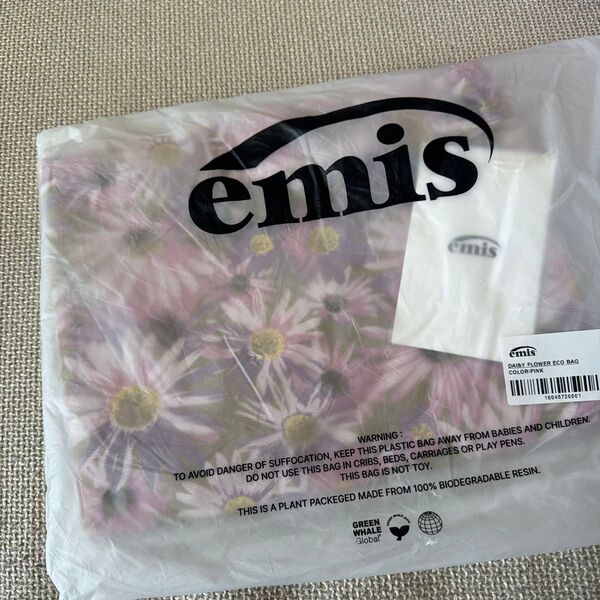 emis
emis
emis
DAISY FLOWER ECO BAG
COLOR:PINK
10046720001
WARNING :
TO AVOID DANGER OF SUFFOCATION, KEEP THIS PLASTIC BAG AWAY FROM BABIES AND CHILDREN.
DO NOT USE THIS BAG IN CRIBS, BEDS, CARRIAGES OR PLAY PENS.
THIS BAG IS NOT TOY.
THIS IS A PLANT PACKEGED MADE FROM 100% BIODEGRADABLE RESIN.
GREEN
WHALE
Global®